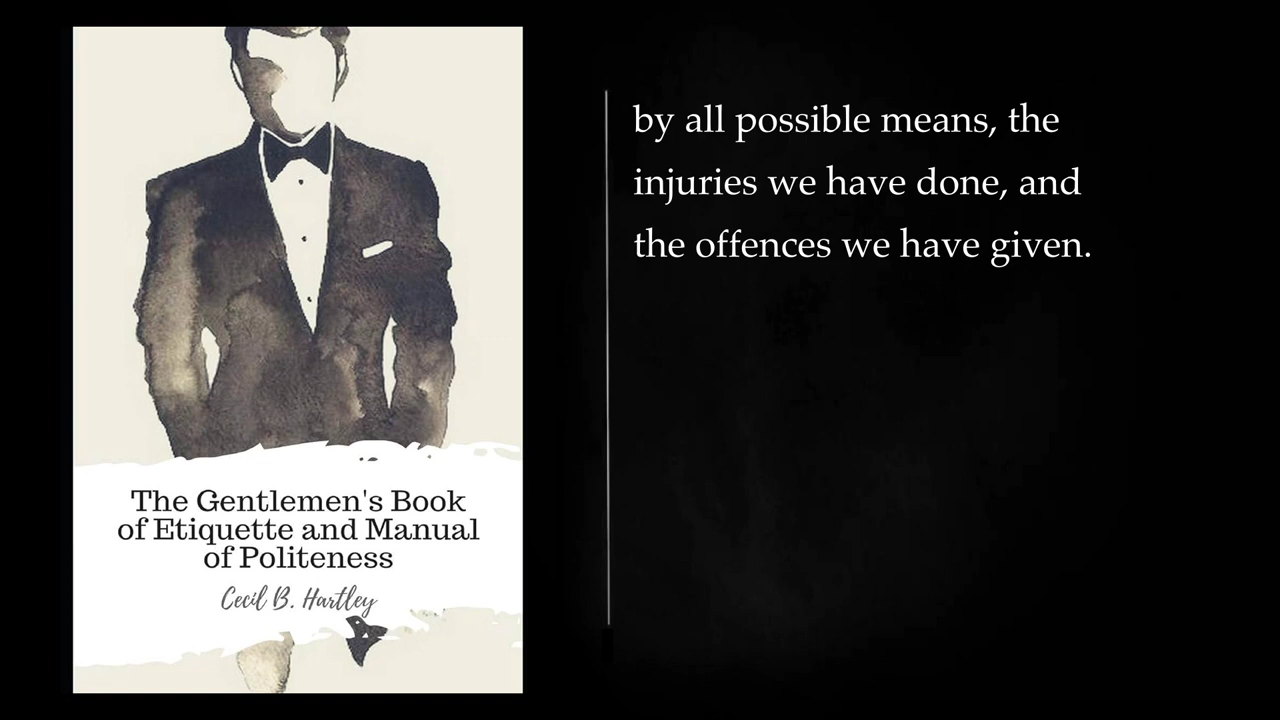 The Gentlemen's Book
of Etiquette and Manual
of Politeness
Cecil B. Hartley
by all possible means, the
injuries we have done, and
the offences we have given.